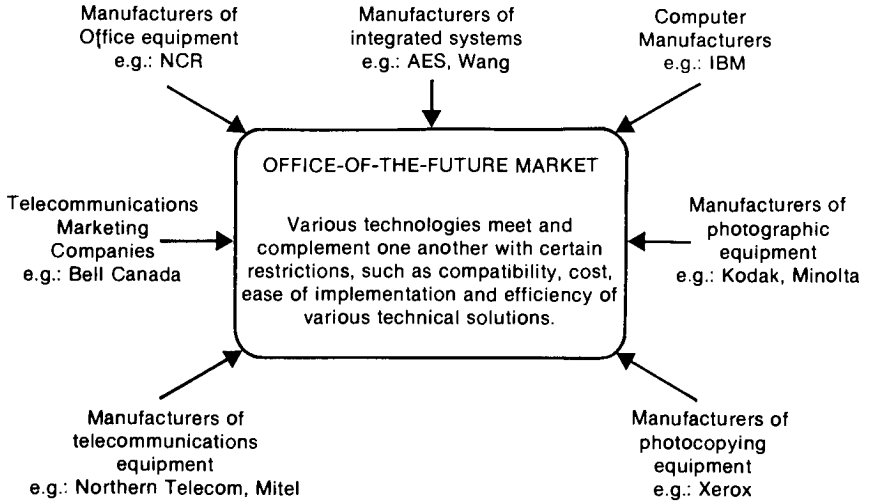 Manufacturers of
Office equipment
e.g.: NCR
Manufacturers of
integrated systems
e.g.: AES, Wang
Computer
Manufacturers
e.g.: IBM
OFFICE-OF-THE-FUTURE MARKET
Various technologies meet and
complement one another with certain
restrictions, such as compatibility, cost,
ease of implementation and efficiency of
various technical solutions.
Telecommunications
Marketing
Companies
e.g.: Bell Canada
Manufacturers of
photographic
equipment
e.g.: Kodak, Minolta
Manufacturers of
telecommunications
equipment
e.g.: Northern Telecom, Mitel
Manufacturers of
photocopying
equipment
e.g.: Xerox